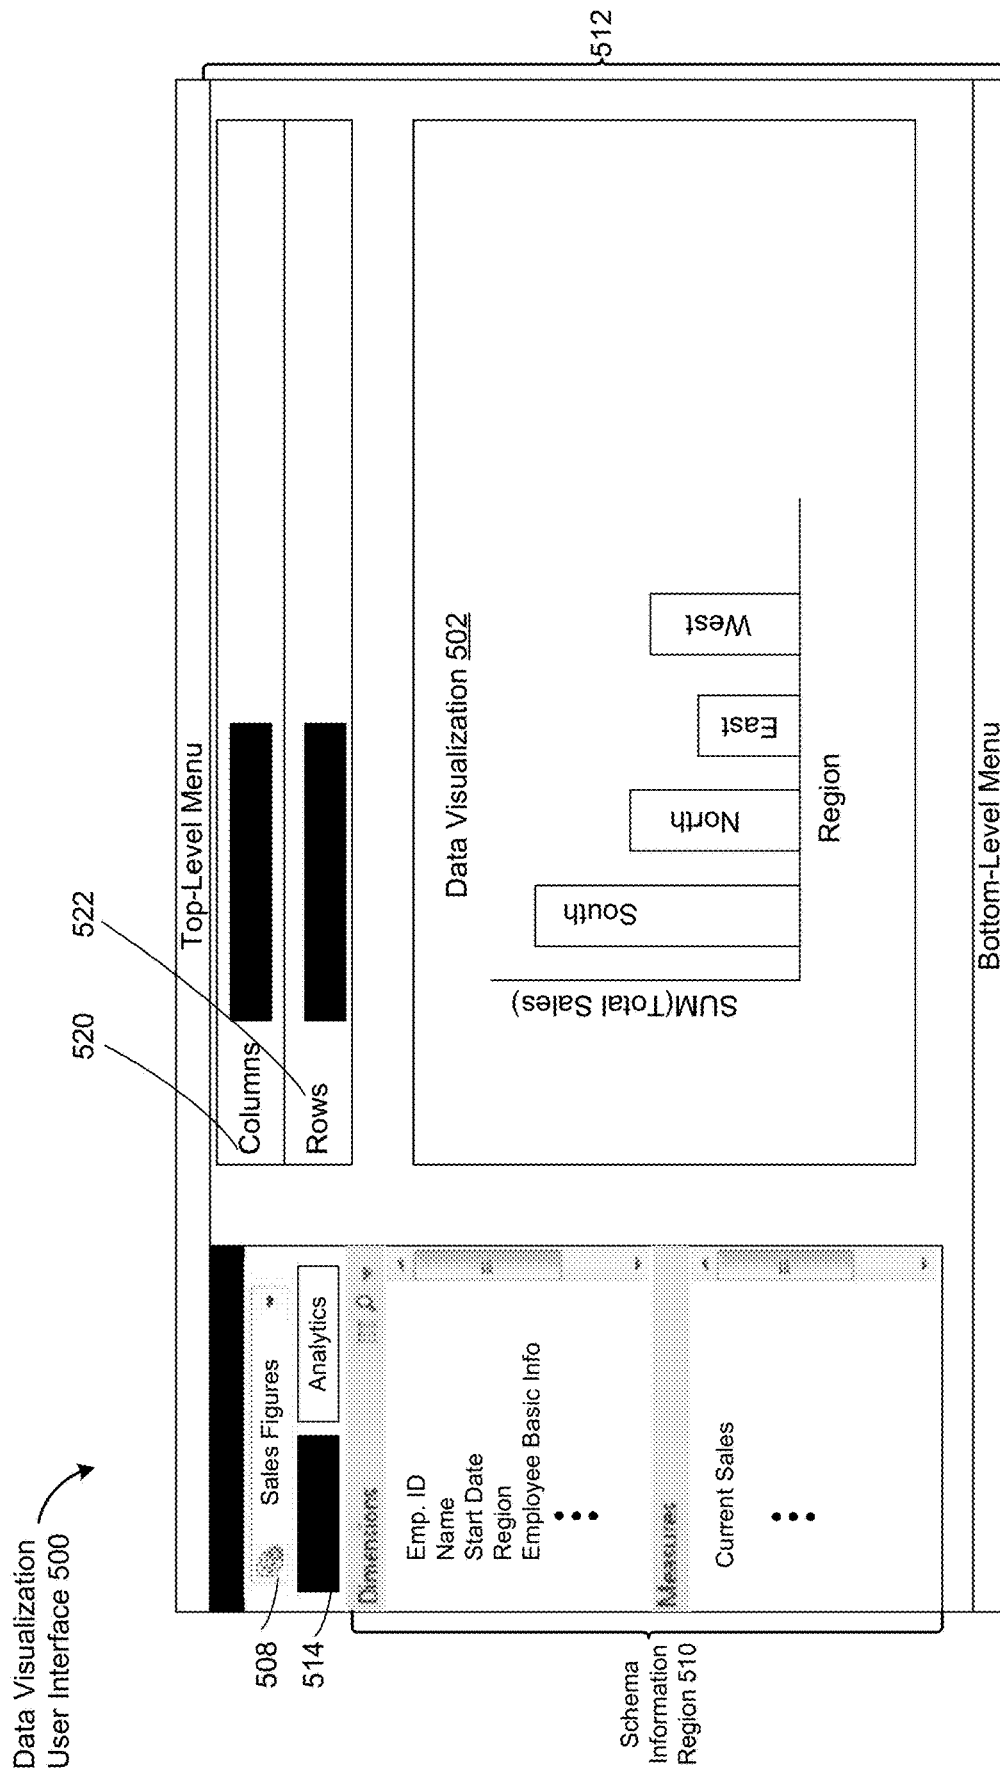 Data Visualization
User Interface 500
520
522
Top-Level Menu
508
Sales Figures
514
Analytics
Columns
Rows
Dimensions
Emp. ID
Name
Start Date
Region
Employee Basic Info
Measures
Current Sales
Schema
Information
Region 510
Data Visualization 502
SUM(Total Sales)
South
North
East
West
Region
Bottom-Level Menu
512